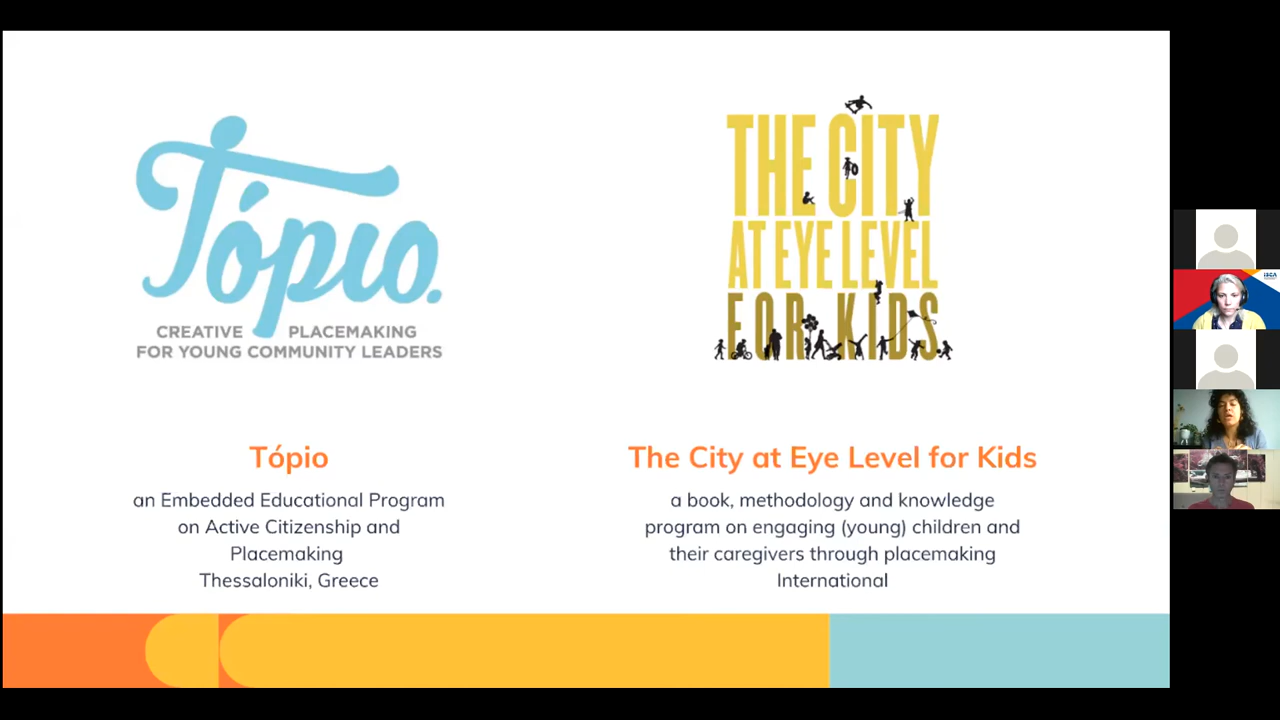 Tópio.
CREATIVE PLACEMAKING
FOR YOUNG COMMUNITY LEADERS
THE CITY
AT EYE LEVEL
FOR KIDS
Tópio
an Embedded Educational Program
on Active Citizenship and
Placemaking
Thessaloniki, Greece
The City at Eye Level for Kids
a book, methodology and knowledge
program on engaging (young) children and
their caregivers through placemaking
International